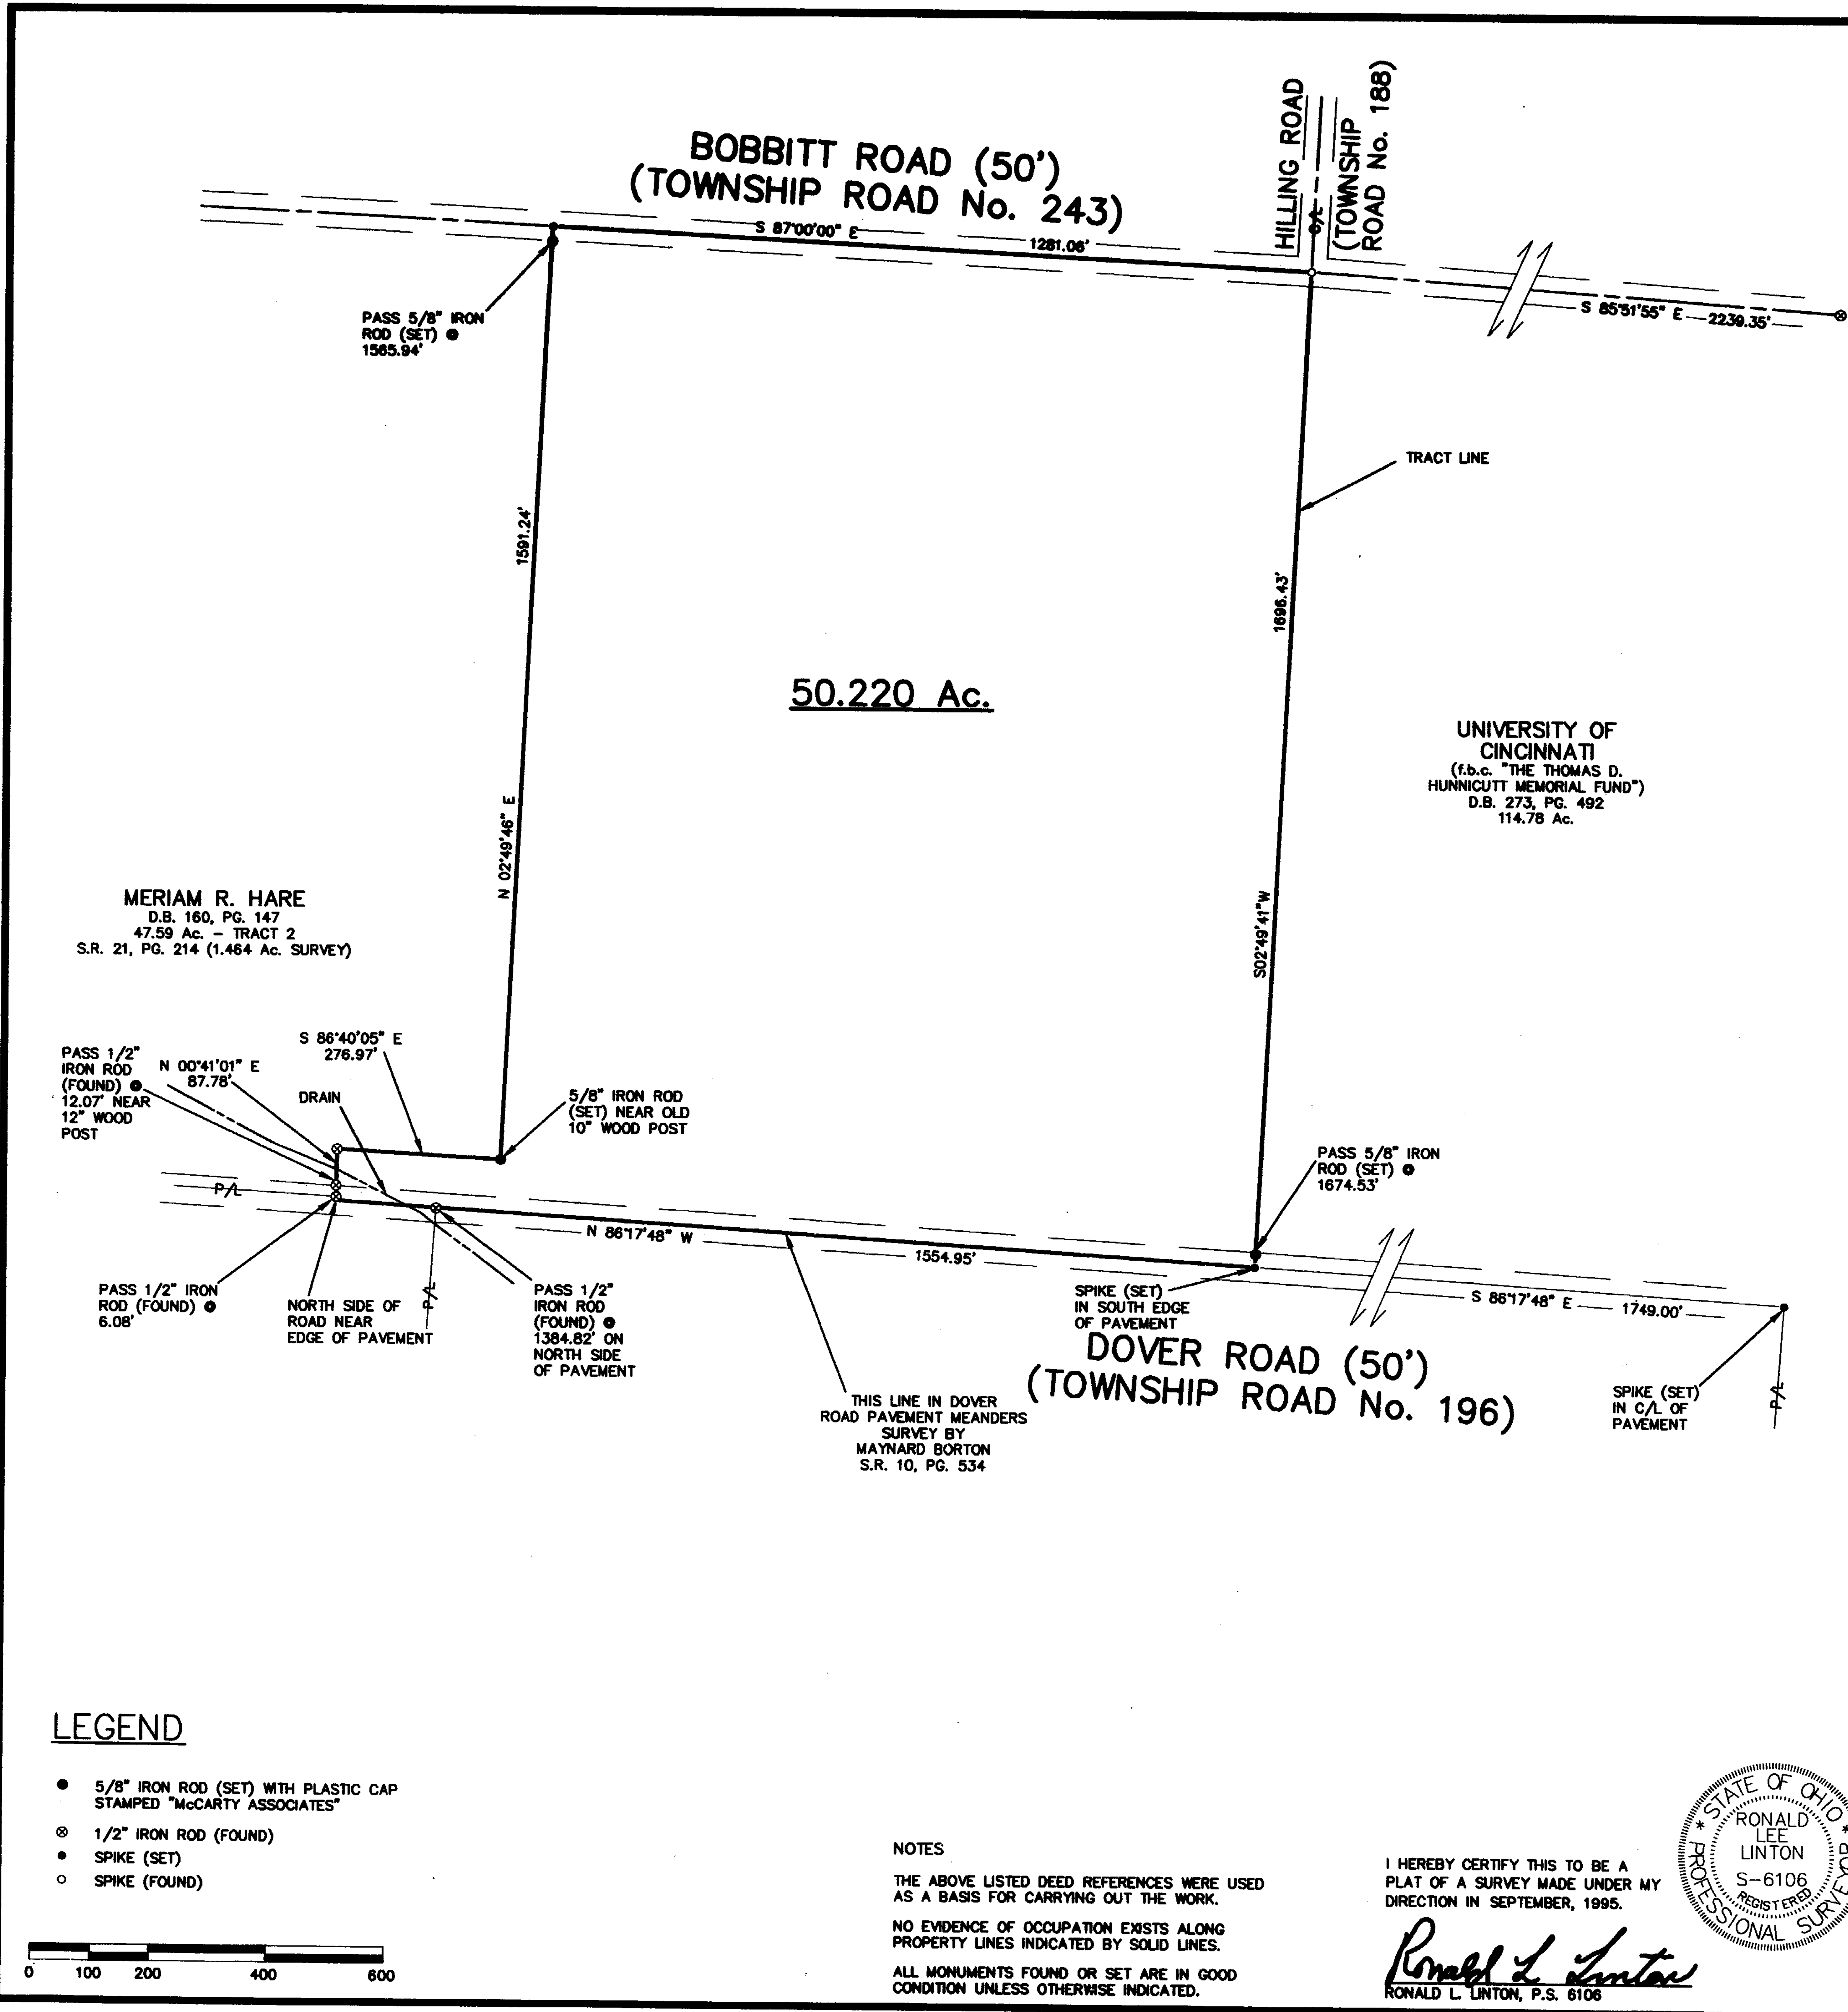 BOBBITT ROAD (50')
(TOWNSHIP ROAD No. 243)
HILLING ROAD
(TOWNSHIP
ROAD No. 188)
P/L
S 87°00'00" E
1281.06'
S 85°51'55" E
2239.35'
PASS 5/8" IRON
ROD (SET) @
1565.94'
TRACT LINE
1591.24'
N 02°49'46" E
1696.43'
S02°49'41"W
50.220 Ac.
UNIVERSITY OF
CINCINNATI
(f.b.c. "THE THOMAS D.
HUNNICUTT MEMORIAL FUND")
D.B. 273, PG. 492
114.78 Ac.
MERIAM R. HARE
D.B. 160, PG. 147
47.59 Ac. - TRACT 2
S.R. 21, PG. 214 (1.464 Ac. SURVEY)
PASS 1/2"
IRON ROD
(FOUND) @
12.07' NEAR
12" WOOD
POST
N 00°41'01" E
87.78'
S 86°40'05" E
276.97'
DRAIN
5/8" IRON ROD
(SET) NEAR OLD
10" WOOD POST
PASS 5/8" IRON
ROD (SET) @
1674.53'
P/L
N 86°17'48" W
1554.95'
P/L
PASS 1/2" IRON
ROD (FOUND) @
6.08'
NORTH SIDE OF
ROAD NEAR
EDGE OF PAVEMENT
PASS 1/2"
IRON ROD
(FOUND) @
1384.82' ON
NORTH SIDE
OF PAVEMENT
SPIKE (SET)
IN SOUTH EDGE
OF PAVEMENT
S 86°17'48" E
1749.00'
DOVER ROAD (50')
(TOWNSHIP ROAD No. 196)
THIS LINE IN DOVER
ROAD PAVEMENT MEANDERS
SURVEY BY
MAYNARD BORTON
S.R. 10, PG. 534
SPIKE (SET)
IN C/L OF
PAVEMENT
P/L
LEGEND
5/8" IRON ROD (SET) WITH PLASTIC CAP
STAMPED "McCARTY ASSOCIATES"
1/2" IRON ROD (FOUND)
SPIKE (SET)
SPIKE (FOUND)
0 100 200 400 600
NOTES
THE ABOVE LISTED DEED REFERENCES WERE USED
AS A BASIS FOR CARRYING OUT THE WORK.
NO EVIDENCE OF OCCUPATION EXISTS ALONG
PROPERTY LINES INDICATED BY SOLID LINES.
ALL MONUMENTS FOUND OR SET ARE IN GOOD
CONDITION UNLESS OTHERWISE INDICATED.
I HEREBY CERTIFY THIS TO BE A
PLAT OF A SURVEY MADE UNDER MY
DIRECTION IN SEPTEMBER, 1995.
Ronald L Linton
RONALD L. LINTON, P.S. 6106
* STATE OF OHIO *
RONALD
LEE
LINTON
S-6106
REGISTERED
PROFESSIONAL SURVEYOR